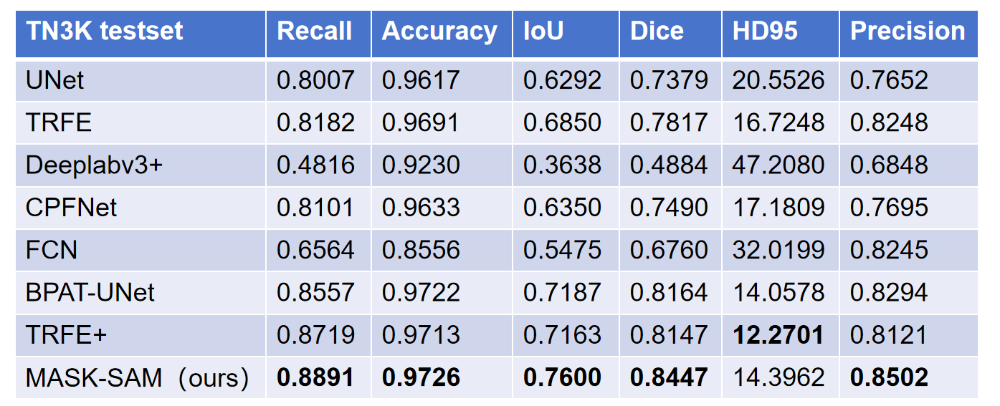 TN3K testset Recall Accuracy IoU Dice HD95 Precision
UNet 0.8007 0.9617 0.6292 0.7379 20.5526 0.7652
TRFE 0.8182 0.9691 0.6850 0.7817 16.7248 0.8248
Deeplabv3+ 0.4816 0.9230 0.3638 0.4884 47.2080 0.6848
CPFNet 0.8101 0.9633 0.6350 0.7490 17.1809 0.7695
FCN 0.6564 0.8556 0.5475 0.6760 32.0199 0.8245
BPAT-UNet 0.8557 0.9722 0.7187 0.8164 14.0578 0.8294
TRFE+ 0.8719 0.9713 0.7163 0.8147 12.2701 0.8121
MASK-SAM（ours） 0.8891 0.9726 0.7600 0.8447 14.3962 0.8502